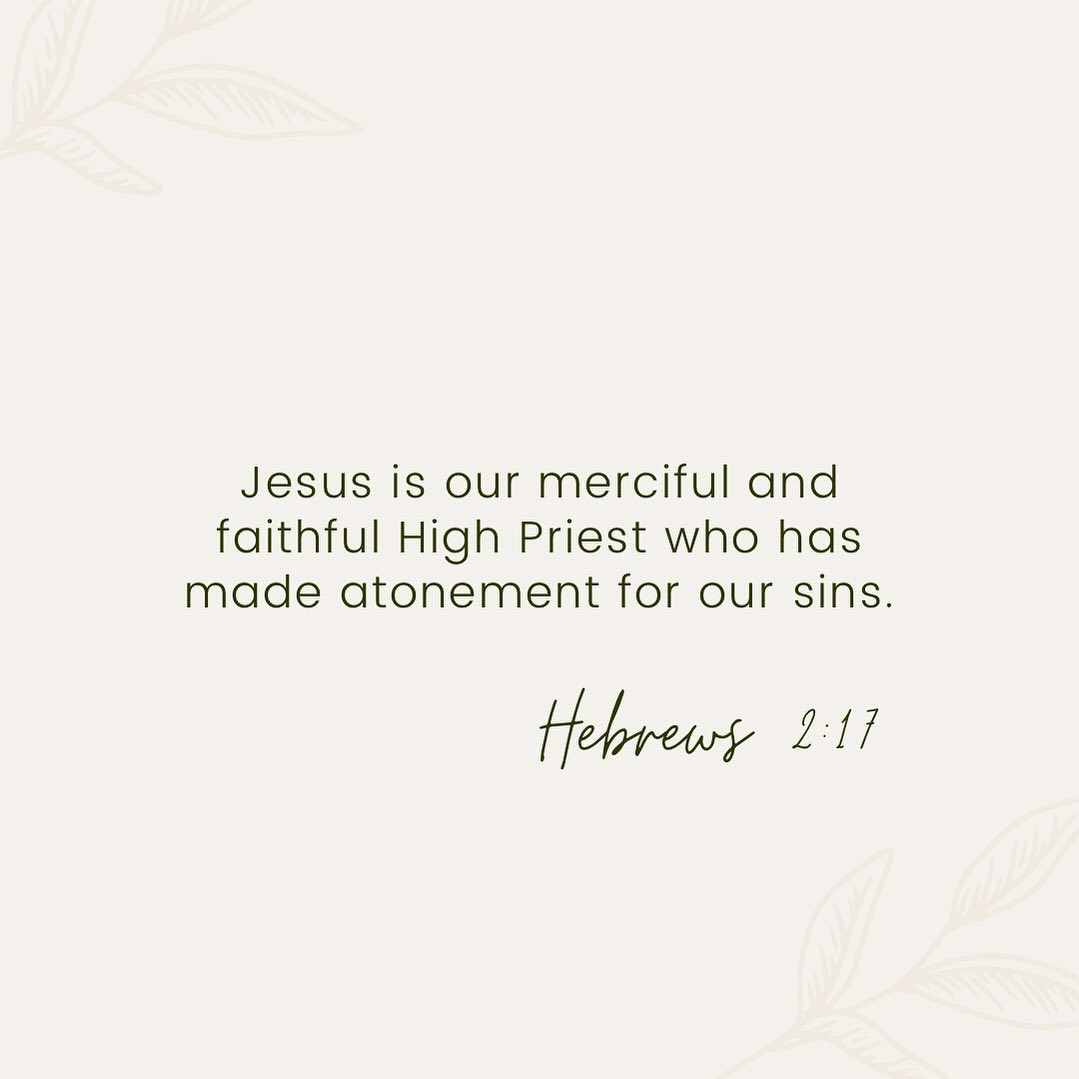 Jesus is our merciful and
faithful High Priest who has
made atonement for our sins.
Hebrews 2:17